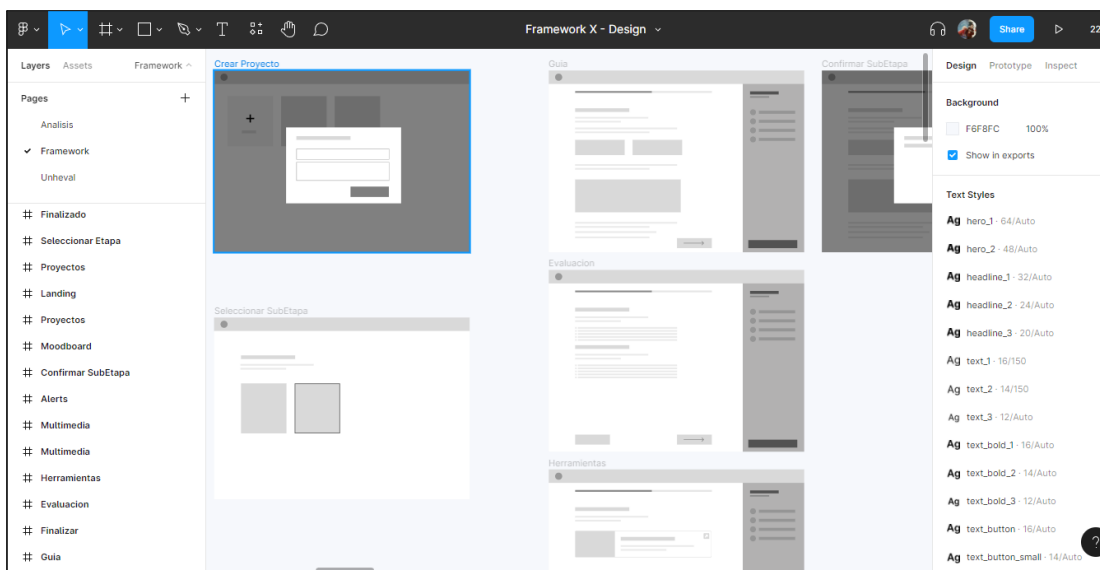 Framework X - Design
Share
22
Layers Assets Framework
Pages
Analisis
Framework
Unheval
Finalizado
Seleccionar Etapa
Proyectos
Landing
Proyectos
Moodboard
Confirmar SubEtapa
Alerts
Multimedia
Multimedia
Herramientas
Evaluacion
Finalizar
Guia
Crear Proyecto
Seleccionar SubEtapa
Guia
Evaluacion
Herramientas
Confirmar SubEtapa
Design Prototype Inspect
Background
F6F8FC 100%
Show in exports
Text Styles
Ag hero_1 · 64/Auto
Ag hero_2 · 48/Auto
Ag headline_1 · 32/Auto
Ag headline_2 · 24/Auto
Ag headline_3 · 20/Auto
Ag text_1 · 16/150
Ag text_2 · 14/150
Ag text_3 · 12/Auto
Ag text_bold_1 · 16/Auto
Ag text_bold_2 · 14/Auto
Ag text_bold_3 · 12/Auto
Ag text_button · 16/Auto
Ag text_button_small · 14/Auto
?